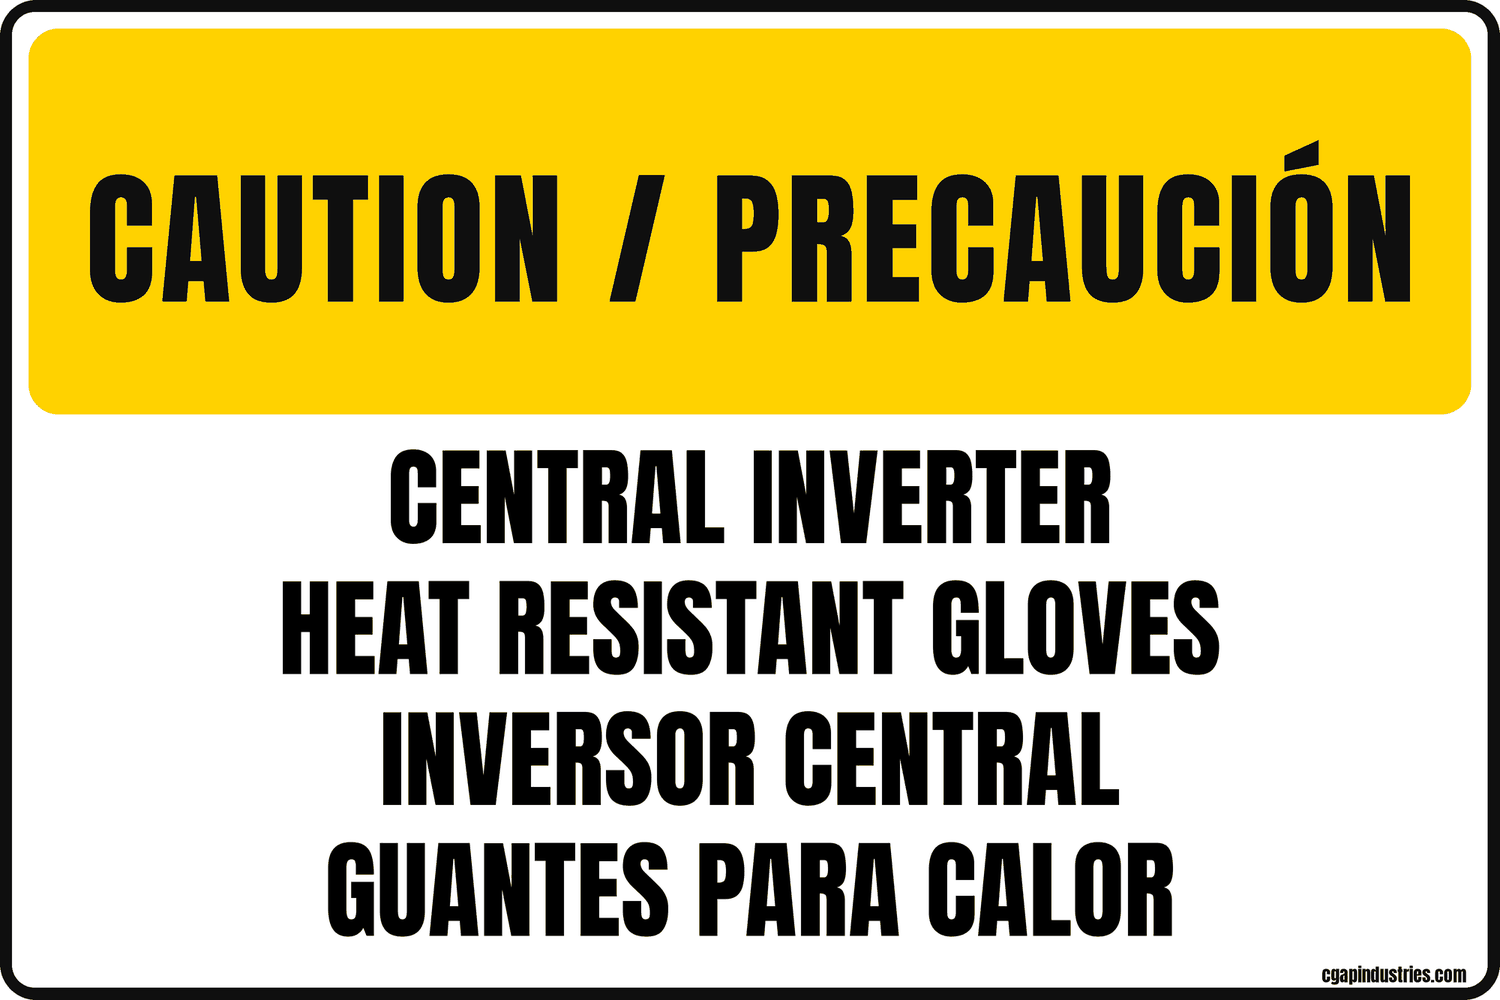 CAUTION / PRECAUCIÓN
CENTRAL INVERTER
HEAT RESISTANT GLOVES
INVERSOR CENTRAL
GUANTES PARA CALOR
cgapindustries.com